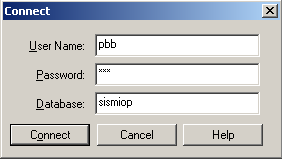 Connect
User Name: pbb
Password: ***
Database: sismiop
Connect Cancel Help